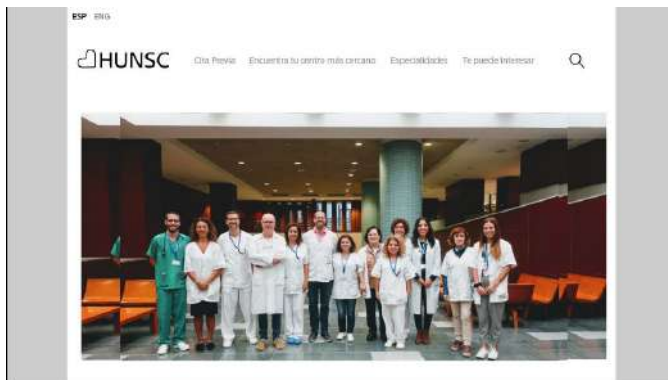 ESP ENG
HUNSC
Cita Previa Encuentra tu centro más cercano Especialidades Te puede interesar